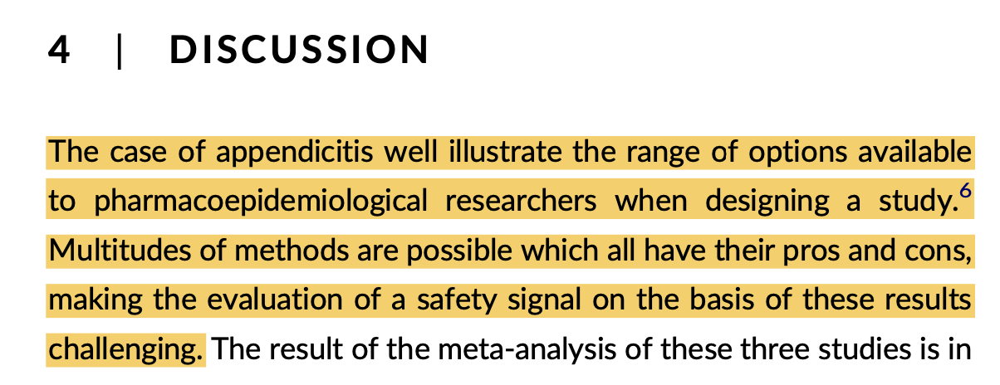 4 | DISCUSSION
The case of appendicitis well illustrate the range of options available
to pharmacoepidemiological researchers when designing a study.6
Multitudes of methods are possible which all have their pros and cons,
making the evaluation of a safety signal on the basis of these results
challenging. The result of the meta-analysis of these three studies is in